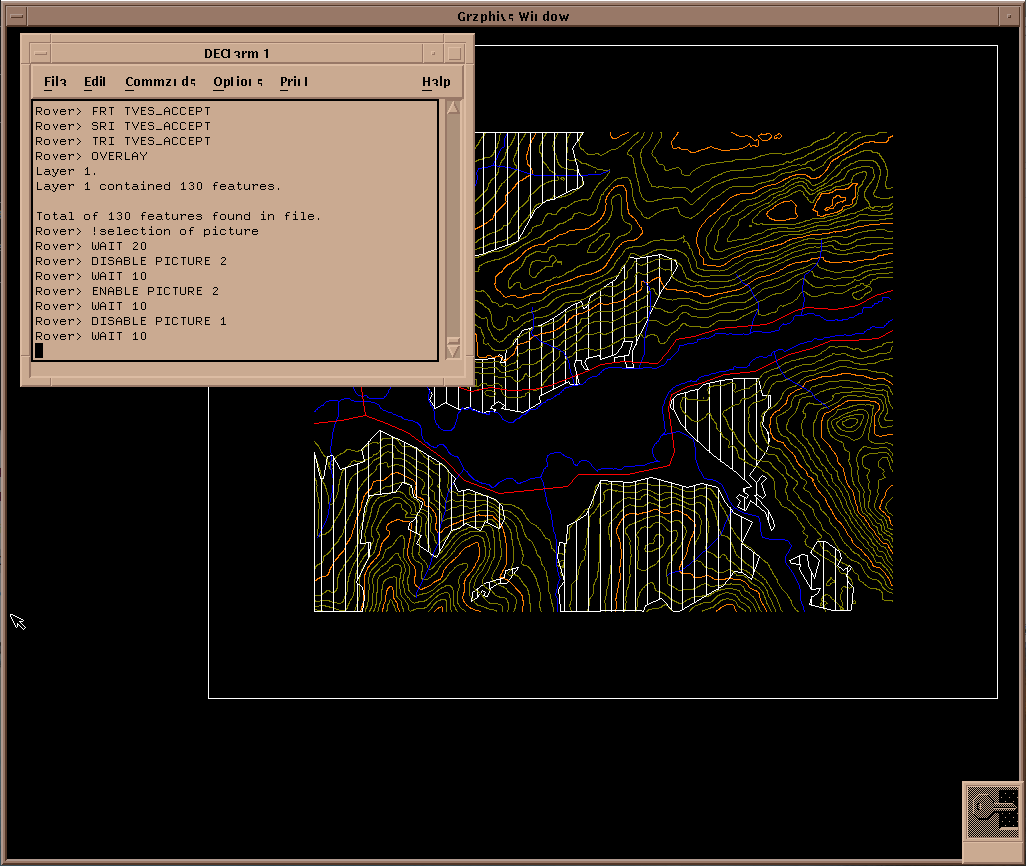 Graphics Window
DECterm 1
File Edit Commands Options Print Help
Rover> FRT TVES_ACCEPT
Rover> SRI TVES_ACCEPT
Rover> TRI TVES_ACCEPT
Rover> OVERLAY
Layer 1.
Layer 1 contained 130 features.
Total of 130 features found in file.
Rover> !selection of picture
Rover> WAIT 20
Rover> DISABLE PICTURE 2
Rover> WAIT 10
Rover> ENABLE PICTURE 2
Rover> WAIT 10
Rover> DISABLE PICTURE 1
Rover> WAIT 10